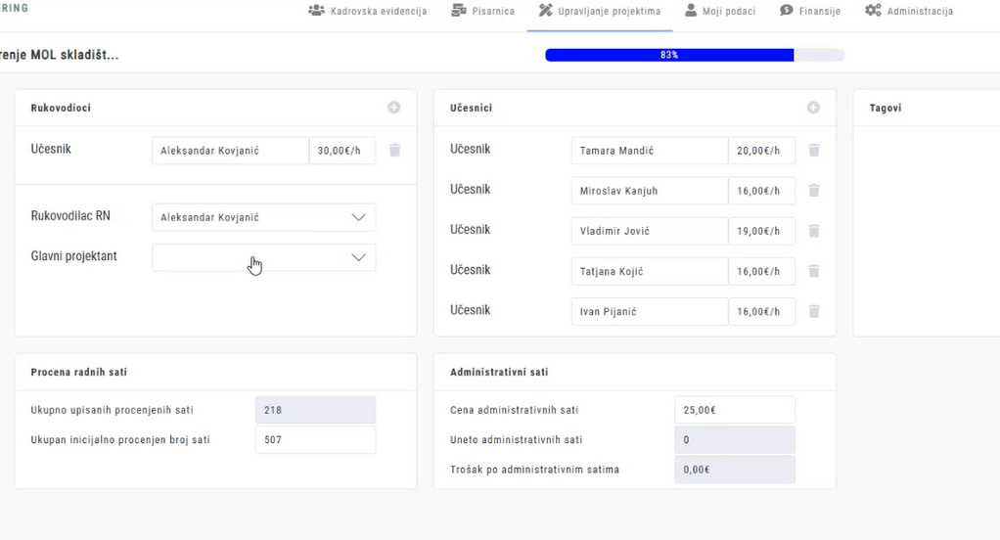 ERING
Kadrovska evidencija Pisarnica Upravljanje projektima Moji podaci Finansije Administracija
renje MOL skladišt... 83%
Rukovodioci
Učesnik Aleksandar Kovjanić 30,00€/h
Rukovodilac RN Aleksandar Kovjanić
Glavni projektant
Učesnici
Učesnik Tamara Mandić 20,00€/h
Učesnik Miroslav Kanjuh 16,00€/h
Učesnik Vladimir Jović 19,00€/h
Učesnik Tatjana Kojić 16,00€/h
Učesnik Ivan Pijanić 16,00€/h
Tagovi
Procena radnih sati
Ukupno upisanih procenjenih sati 218
Ukupan inicijalno procenjen broj sati 507
Administrativni sati
Cena administrativnih sati 25,00€
Uneto administrativnih sati 0
Trošak po administrativnim satima 0,00€